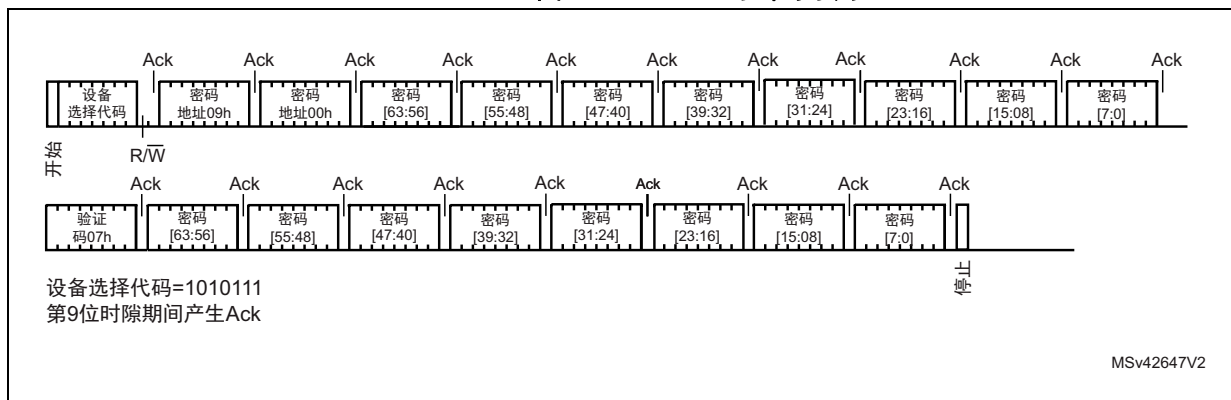 Ack Ack Ack Ack Ack Ack Ack Ack Ack Ack Ack
设备 密码 密码 密码 密码 密码 密码 密码 密码 密码 密码
选择代码 地址09h 地址00h [63:56] [55:48] [47:40] [39:32] [31:24] [23:16] [15:08] [7:0]
开始 R/W̅
Ack Ack Ack Ack Ack Ack Ack Ack Ack
验证 密码 密码 密码 密码 密码 密码 密码 密码
码07h [63:56] [55:48] [47:40] [39:32] [31:24] [23:16] [15:08] [7:0]
停止
设备选择代码=1010111
第9位时隙期间产生Ack
MSv42647V2